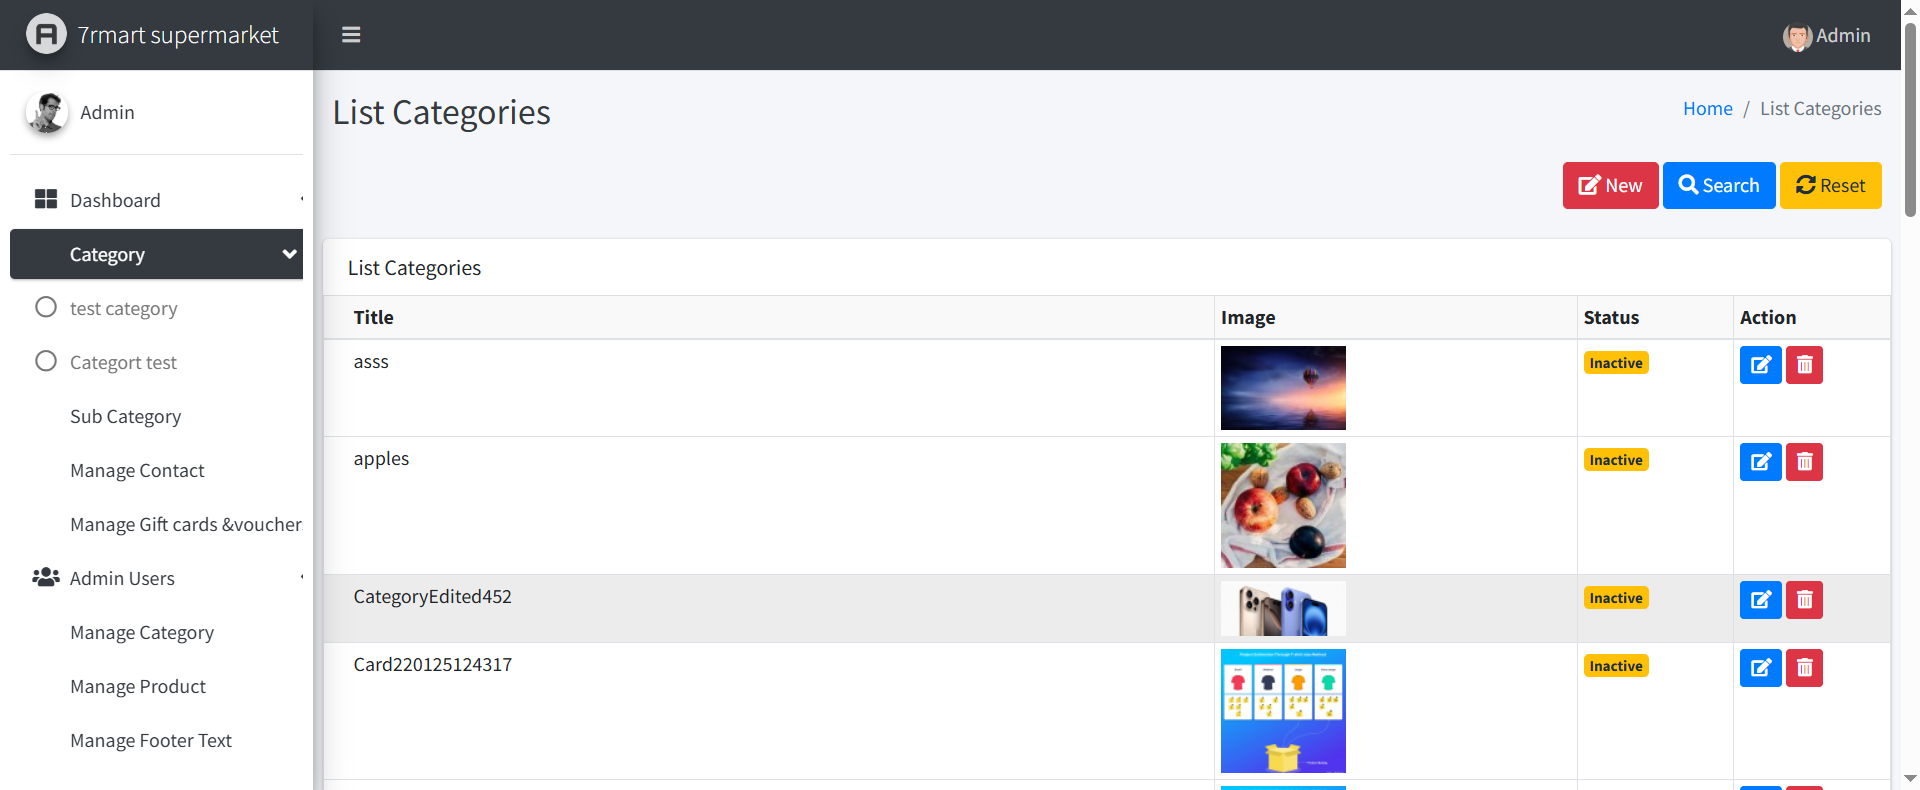 7rmart supermarket
Admin
Admin
List Categories
Home / List Categories
New
Search
Reset
Dashboard
Category
test category
Categort test
Sub Category
Manage Contact
Manage Gift cards &voucher
Admin Users
Manage Category
Manage Product
Manage Footer Text
List Categories
Title Image Status Action
asss Inactive
apples Inactive
CategoryEdited452 Inactive
Card220125124317 Inactive